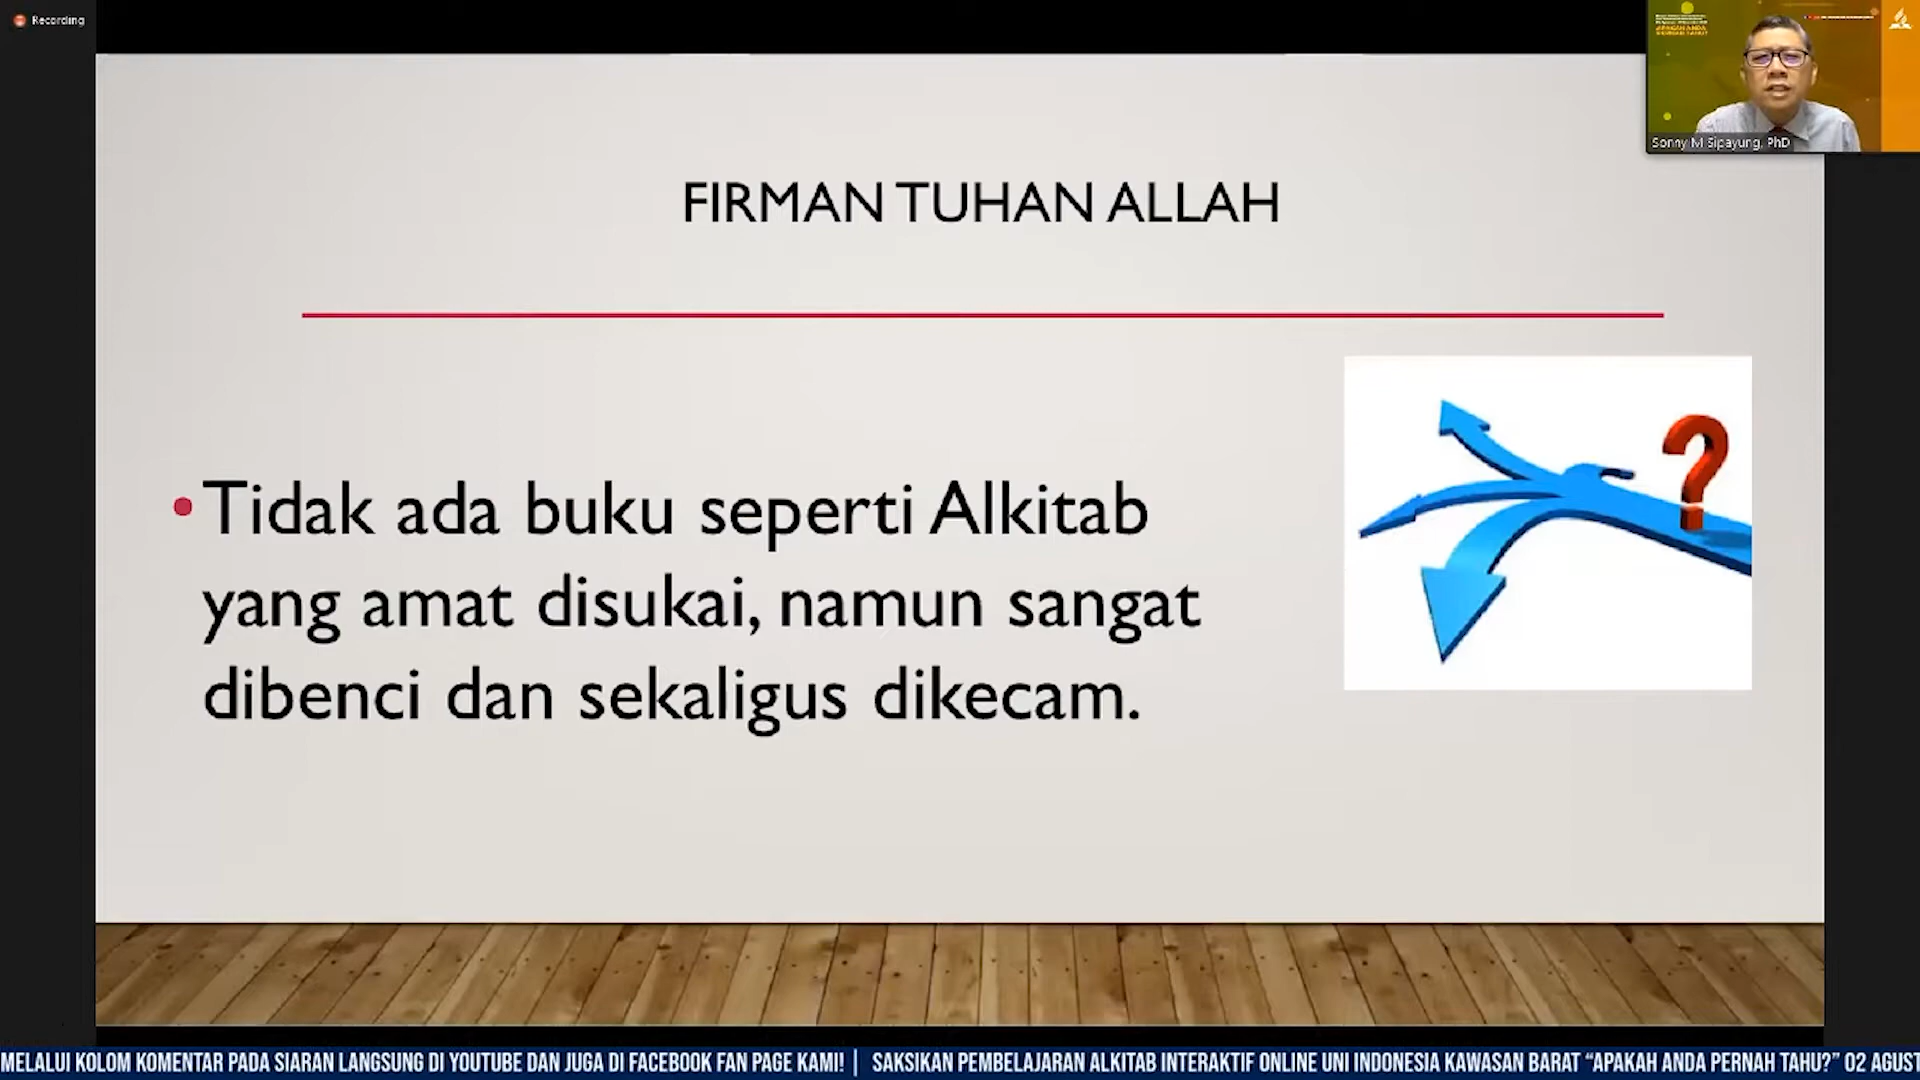 Recording
Sonny M Sipayung, PhD
FIRMAN TUHAN ALLAH
• Tidak ada buku seperti Alkitab
yang amat disukai, namun sangat
dibenci dan sekaligus dikecam.
?
MELALUI KOLOM KOMENTAR PADA SIARAN LANGSUNG DI YOUTUBE DAN JUGA DI FACEBOOK FAN PAGE KAMI! | SAKSIKAN PEMBELAJARAN ALKITAB INTERAKTIF ONLINE UNI INDONESIA KAWASAN BARAT “APAKAH ANDA PERNAH TAHU?” 02 AGUST